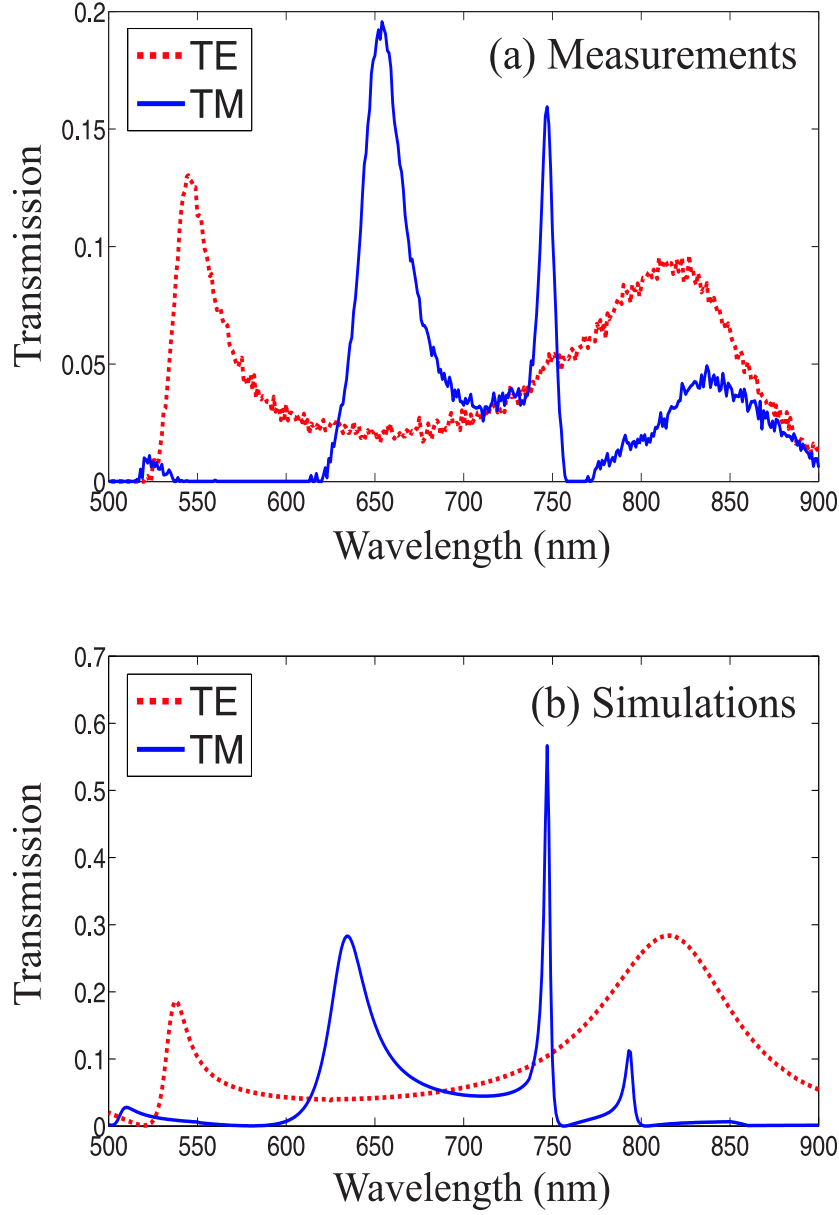 (a) Measurements
TE
TM
Transmission
0.2
0.15
0.1
0.05
0
500 550 600 650 700 750 800 850 900
Wavelength (nm)
(b) Simulations
TE
TM
Transmission
0.7
0.6
0.5
0.4
0.3
0.2
0.1
0
500 550 600 650 700 750 800 850 900
Wavelength (nm)